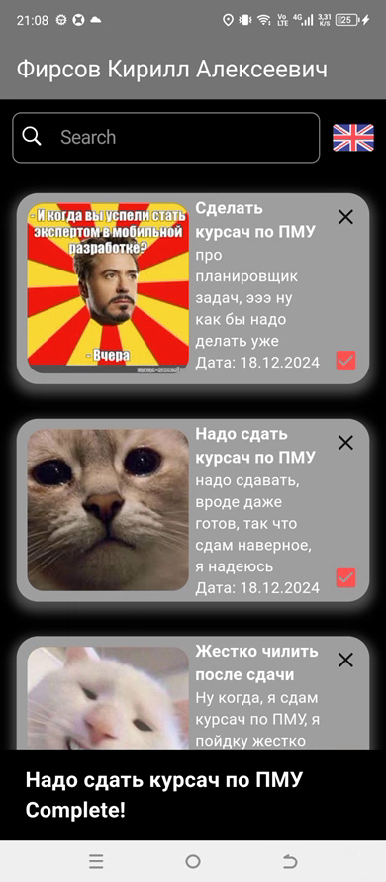 21:08
Vo LTE 4G 3,31 K/S 25
Фирсов Кирилл Алексеевич
Search
- И когда вы успели стать
экспертом в мобильной
разработке?
- Вчера
Сделать
курсач по ПМУ
про
планировщик
задач, эээ ну
как бы надо
делать уже
Дата: 18.12.2024
Надо сдать
курсач по ПМУ
надо сдавать,
вроде даже
готов, так что
сдам наверное,
я надеюсь
Дата: 18.12.2024
Жестко чилить
после сдачи
Ну когда, я сдам
курсач по ПМУ, я
пойдку жестко
Надо сдать курсач по ПМУ
Complete!